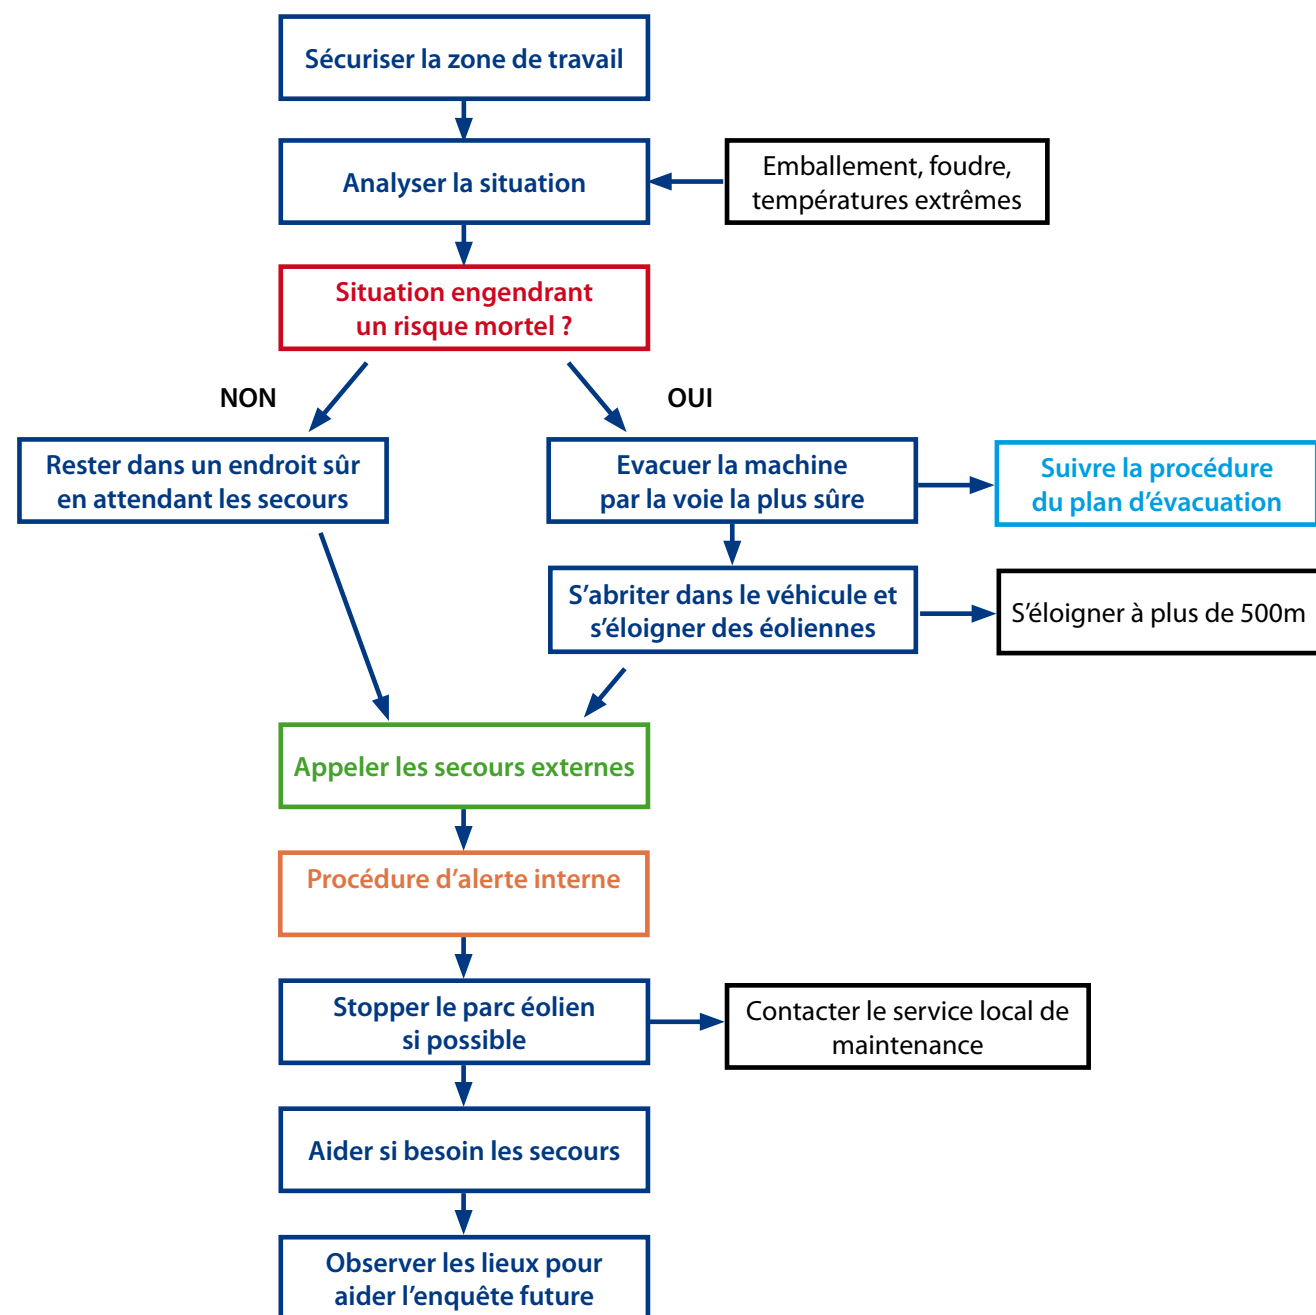 Sécuriser la zone de travail
Analyser la situation
Emballement, foudre,
températures extrêmes
Situation engendrant
un risque mortel ?
NON
OUI
Rester dans un endroit sûr
en attendant les secours
Evacuer la machine
par la voie la plus sûre
Suivre la procédure
du plan d’évacuation
S’abriter dans le véhicule et
s’éloigner des éoliennes
S’éloigner à plus de 500m
Appeler les secours externes
Procédure d’alerte interne
Stopper le parc éolien
si possible
Contacter le service local de
maintenance
Aider si besoin les secours
Observer les lieux pour
aider l’enquête future